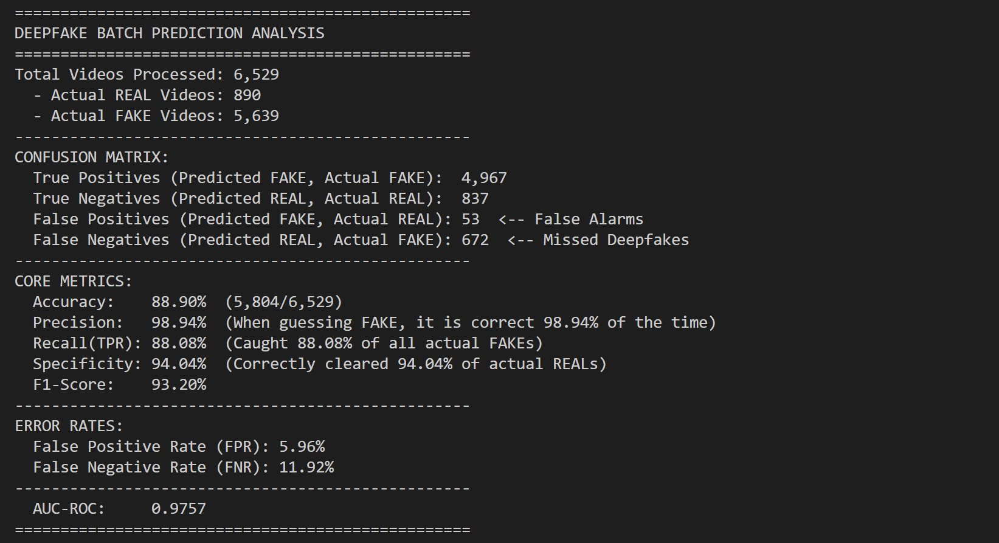 ==================================================
DEEPFAKE BATCH PREDICTION ANALYSIS
==================================================
Total Videos Processed: 6,529
  - Actual REAL Videos: 890
  - Actual FAKE Videos: 5,639
--------------------------------------------------
CONFUSION MATRIX:
  True Positives (Predicted FAKE, Actual FAKE):  4,967
  True Negatives (Predicted REAL, Actual REAL):  837
  False Positives (Predicted FAKE, Actual REAL): 53  <-- False Alarms
  False Negatives (Predicted REAL, Actual FAKE): 672  <-- Missed Deepfakes
--------------------------------------------------
CORE METRICS:
  Accuracy:    88.90%  (5,804/6,529)
  Precision:   98.94%  (When guessing FAKE, it is correct 98.94% of the time)
  Recall(TPR): 88.08%  (Caught 88.08% of all actual FAKEs)
  Specificity: 94.04%  (Correctly cleared 94.04% of actual REALs)
  F1-Score:    93.20%
--------------------------------------------------
ERROR RATES:
  False Positive Rate (FPR): 5.96%
  False Negative Rate (FNR): 11.92%
--------------------------------------------------
  AUC-ROC:     0.9757
==================================================